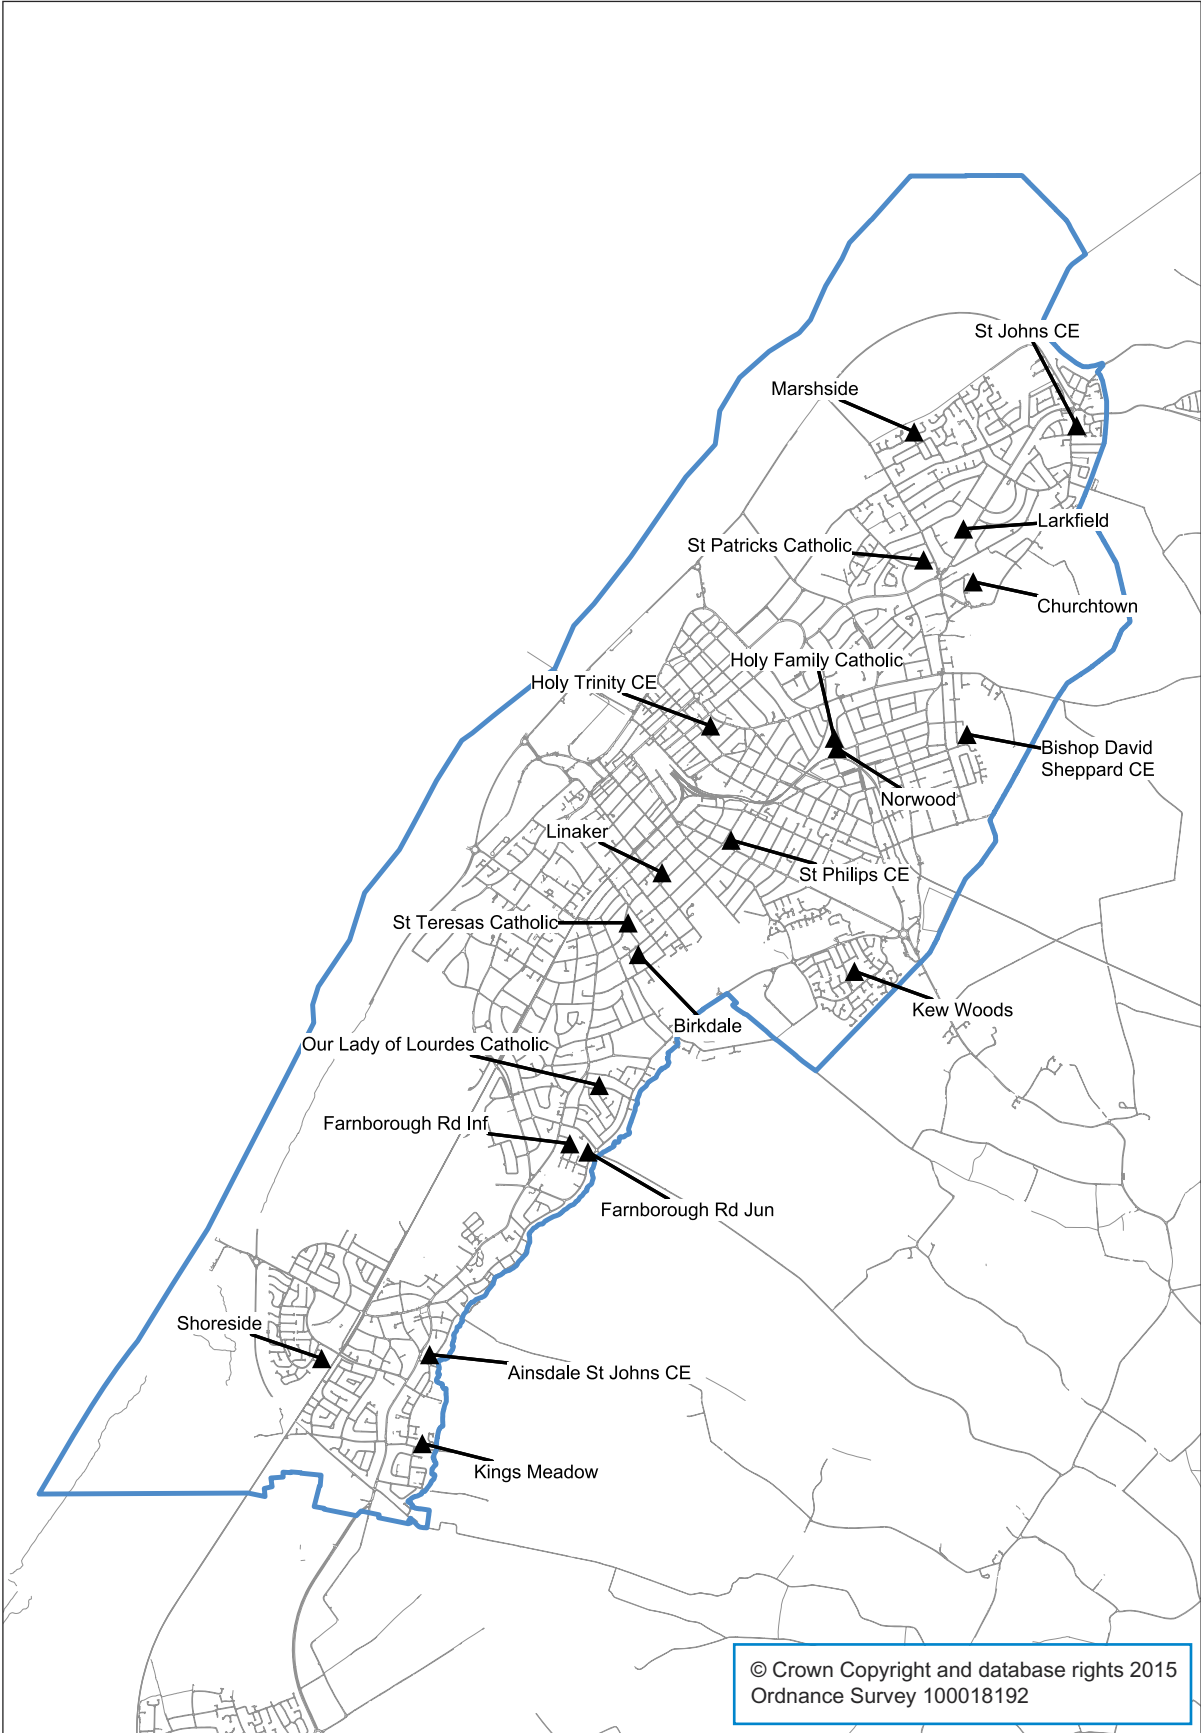 St Johns CE
Marshside
Larkfield
St Patricks Catholic
Churchtown
Holy Family Catholic
Holy Trinity CE
Bishop David
Sheppard CE
Norwood
Linaker
St Philips CE
St Teresas Catholic
Kew Woods
Birkdale
Our Lady of Lourdes Catholic
Farnborough Rd Inf
Farnborough Rd Jun
Shoreside
Ainsdale St Johns CE
Kings Meadow
© Crown Copyright and database rights 2015
Ordnance Survey 100018192